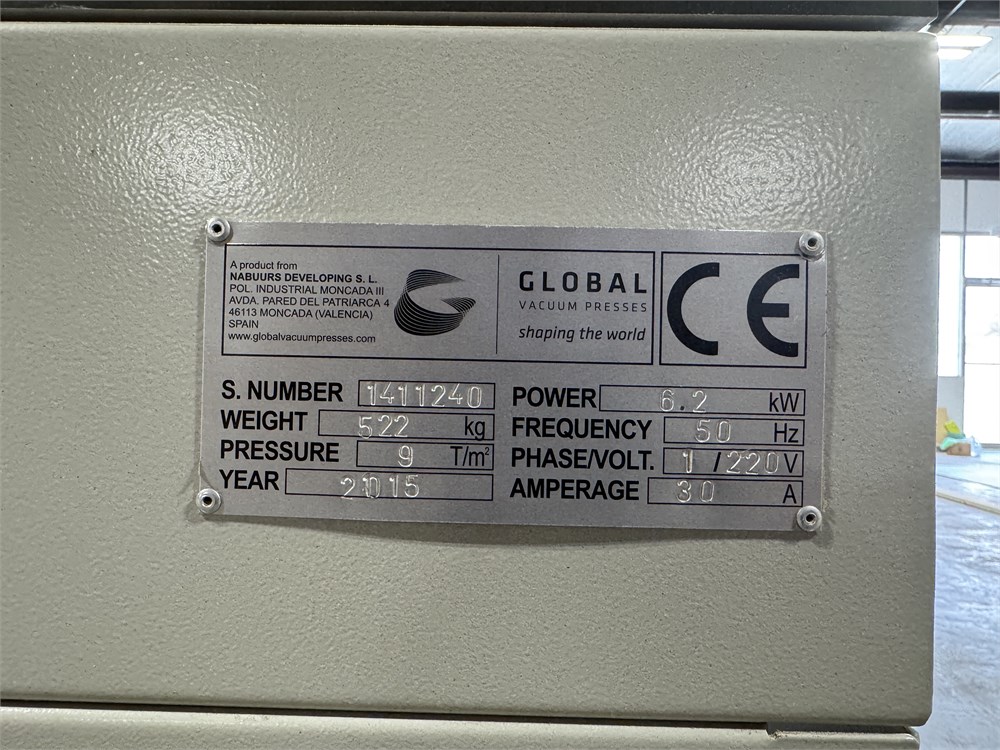 A product from
NABUURS DEVELOPING S. L.
POL. INDUSTRIAL MONCADA III
AVDA. PARED DEL PATRIARCA 4
46113 MONCADA (VALENCIA)
SPAIN
www.globalvacuumpresses.com
GLOBAL
VACUUM PRESSES
shaping the world
CE
S. NUMBER 1411240
WEIGHT 522 kg
PRESSURE 9 T/m²
YEAR 2015
POWER 6.2 kW
FREQUENCY 50 Hz
PHASE/VOLT. 1 / 220 V
AMPERAGE 30 A